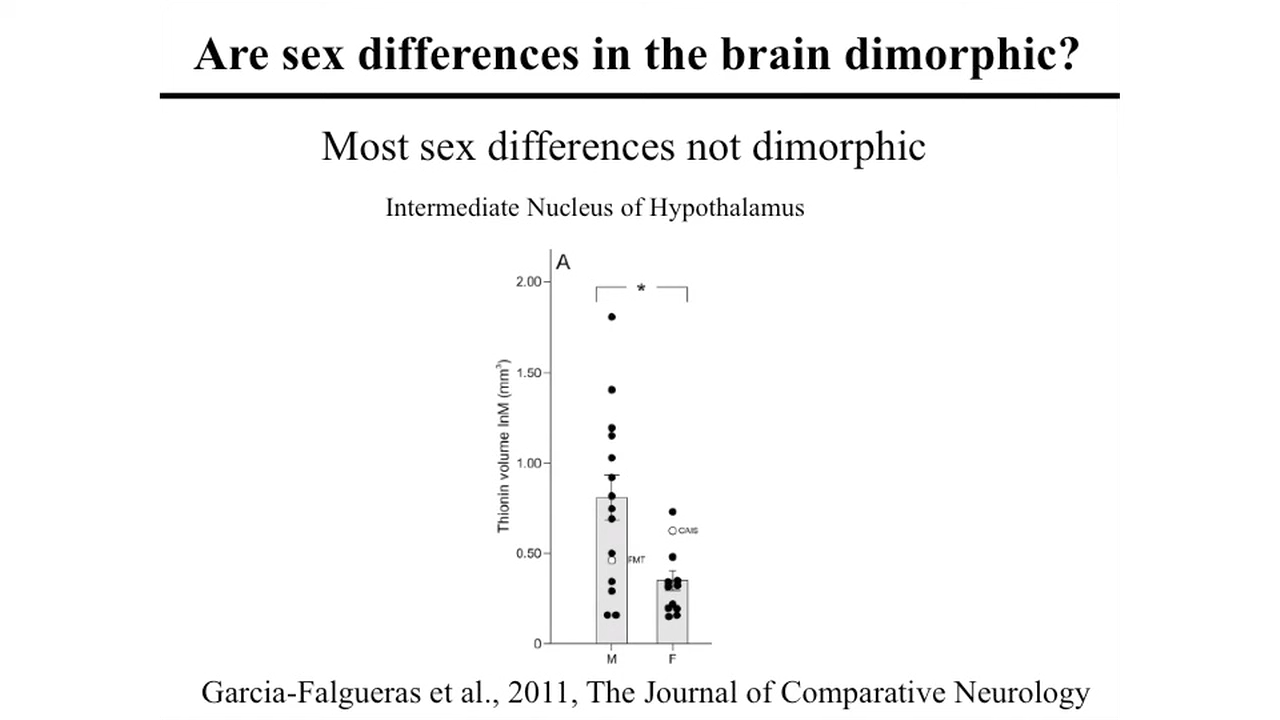 Are sex differences in the brain dimorphic?
Most sex differences not dimorphic
Intermediate Nucleus of Hypothalamus
A
2.00
*
1.50
Thionin volume InM (mm³)
1.00
CAIS
0.50
FMT
0
M F
Garcia-Falgueras et al., 2011, The Journal of Comparative Neurology